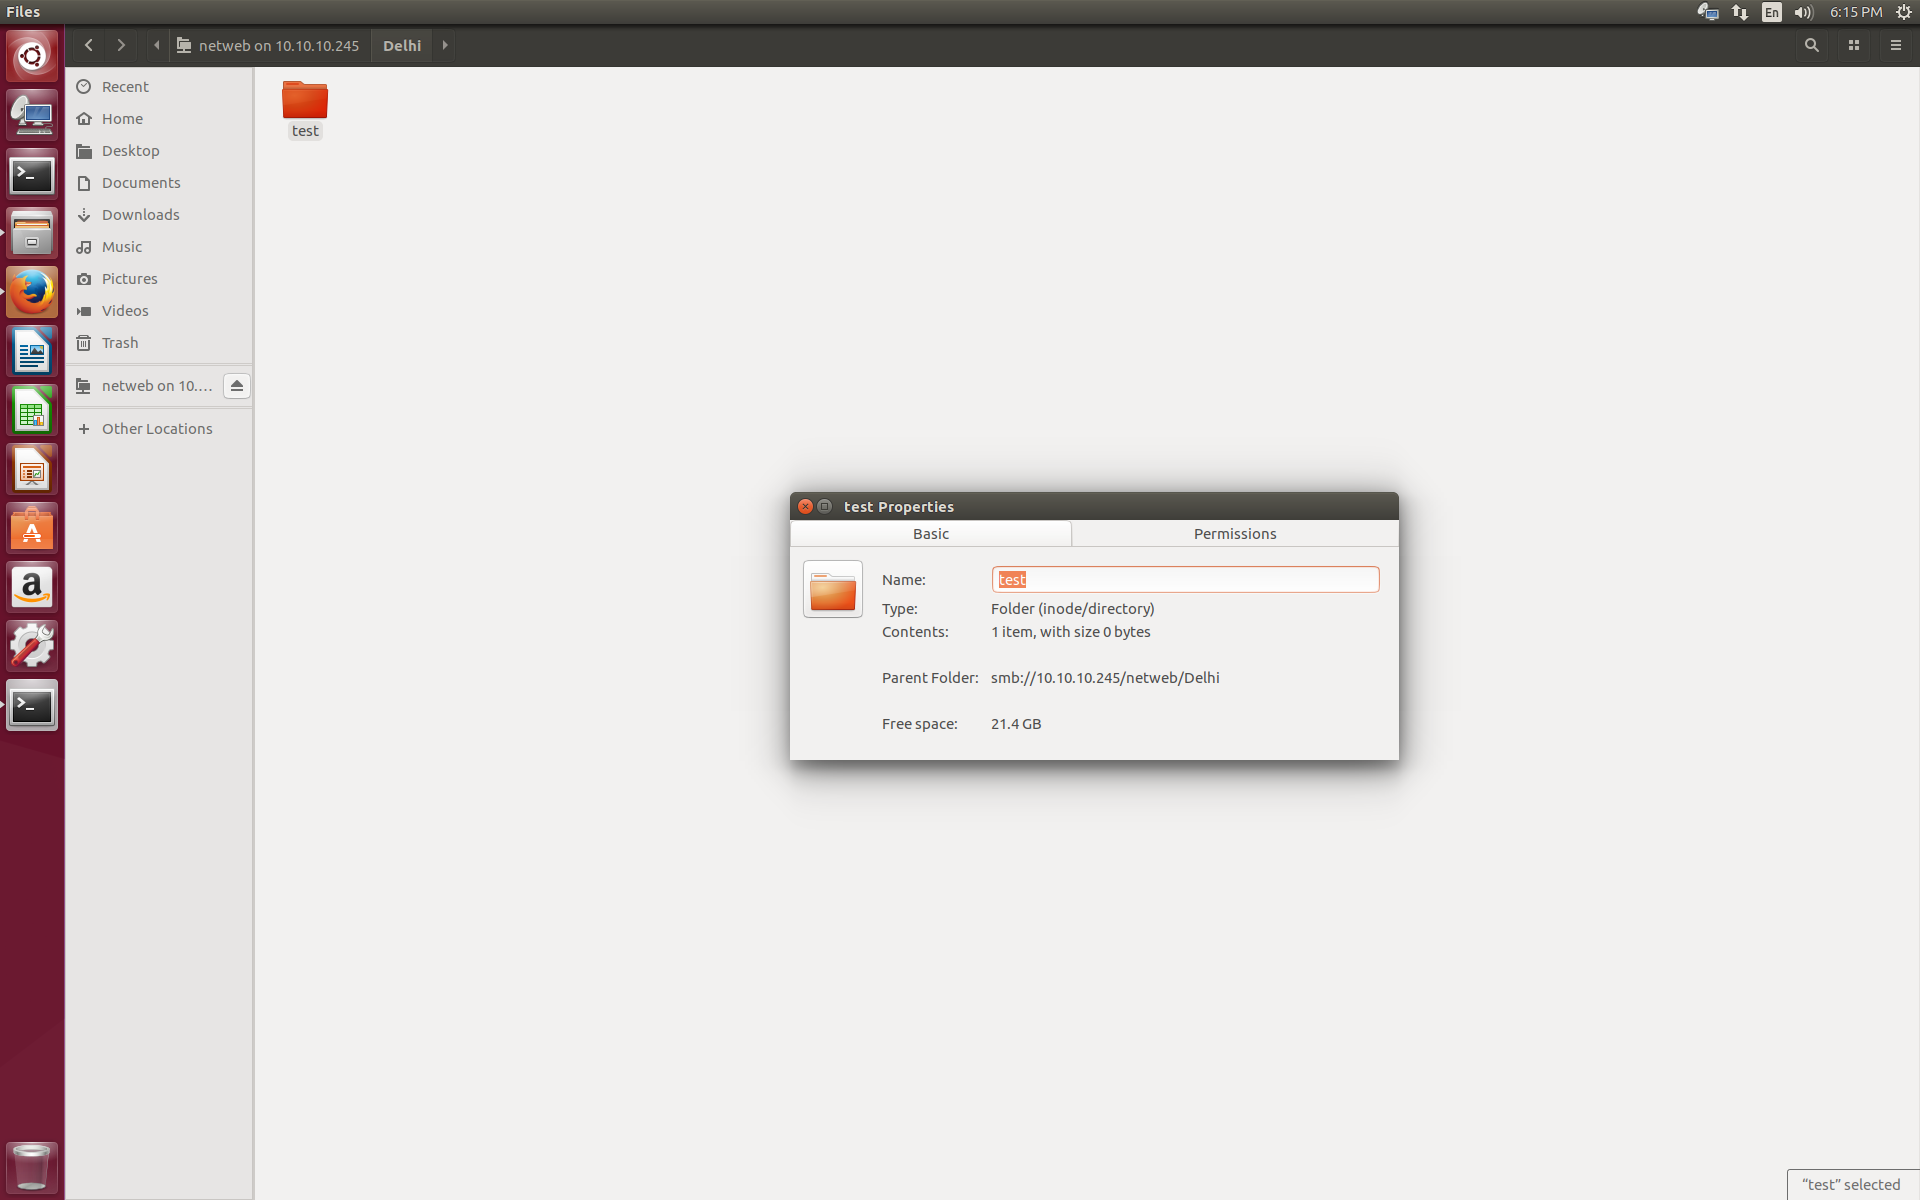 Files
En
6:15 PM
netweb on 10.10.10.245
Delhi
Recent
Home
Desktop
Documents
Downloads
Music
Pictures
Videos
Trash
netweb on 10....
Other Locations
test
test Properties
Basic
Permissions
Name: test
Type: Folder (inode/directory)
Contents: 1 item, with size 0 bytes
Parent Folder: smb://10.10.10.245/netweb/Delhi
Free space: 21.4 GB
“test” selected